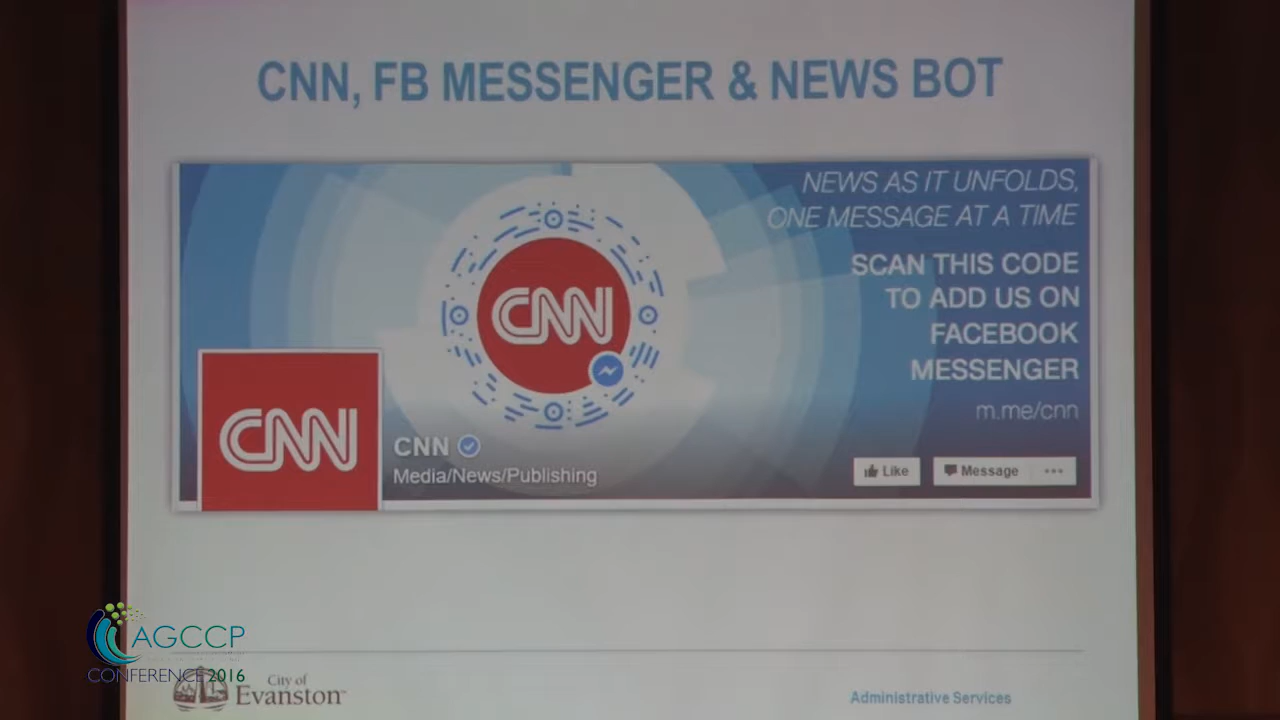 CNN, FB MESSENGER & NEWS BOT
NEWS AS IT UNFOLDS,
ONE MESSAGE AT A TIME
SCAN THIS CODE
TO ADD US ON
FACEBOOK
MESSENGER
m.me/cnn
CNN
CNN
CNN
Media/News/Publishing
Like
Message
AGCCP
CONFERENCE 2016
City of
Evanston™
Administrative Services